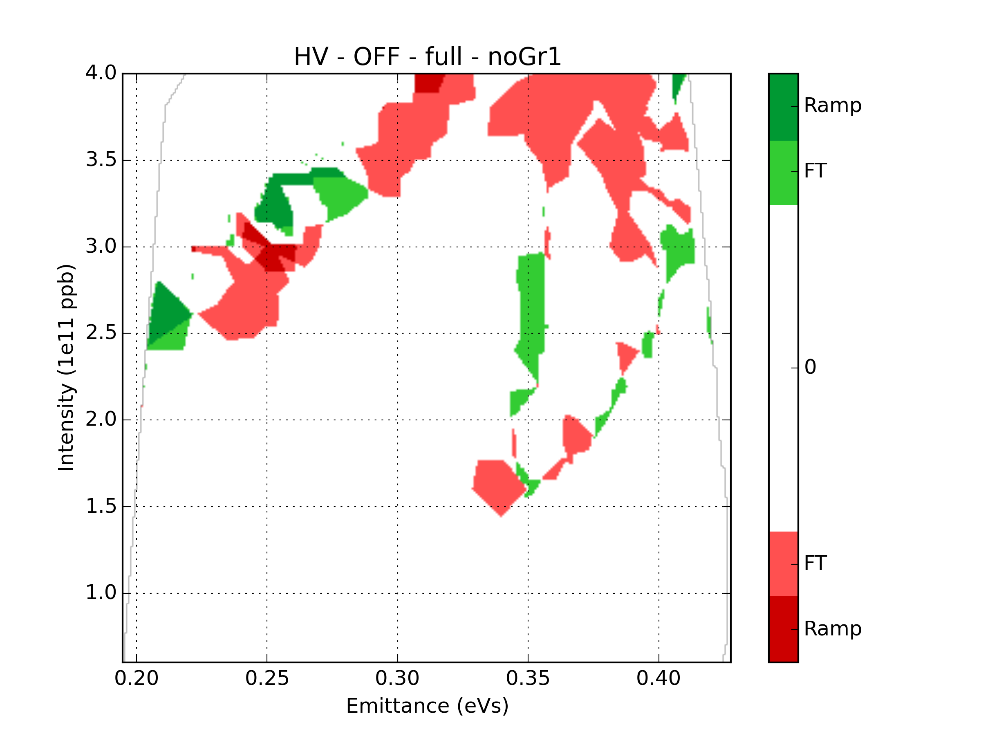 HV - OFF - full - noGr1
4.0
3.5
3.0
2.5
2.0
1.5
1.0
Intensity (1e11 ppb)
0.20 0.25 0.30 0.35 0.40
Emittance (eVs)
Ramp
FT
0
FT
Ramp